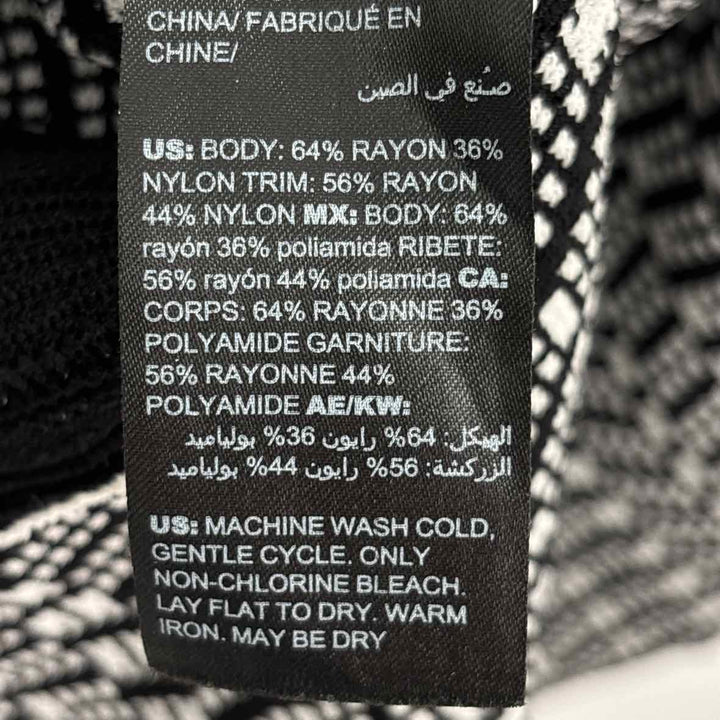 CHINA/ FABRIQUÉ EN
CHINE/
صُنع في الصين
US: BODY: 64% RAYON 36%
NYLON TRIM: 56% RAYON
44% NYLON MX: BODY: 64%
rayón 36% poliamida RIBETE:
56% rayón 44% poliamida CA:
CORPS: 64% RAYONNE 36%
POLYAMIDE GARNITURE:
56% RAYONNE 44%
POLYAMIDE AE/KW:
الهيكل: 64% رايون 36% بولياميد
الزركشة: 56% رايون 44% بولياميد
US: MACHINE WASH COLD,
GENTLE CYCLE. ONLY
NON-CHLORINE BLEACH.
LAY FLAT TO DRY. WARM
IRON. MAY BE DRY